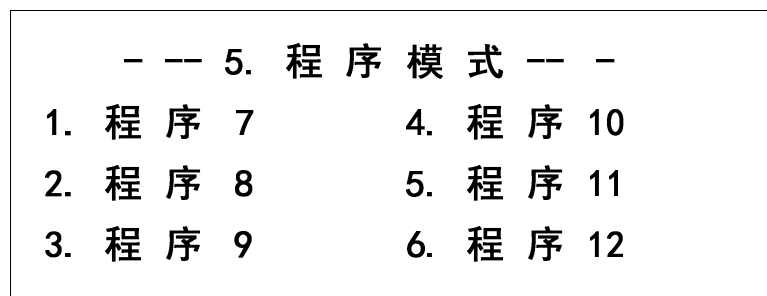 - -- 5. 程序模式 -- -
1. 程序 7 4. 程序 10
2. 程序 8 5. 程序 11
3. 程序 9 6. 程序 12